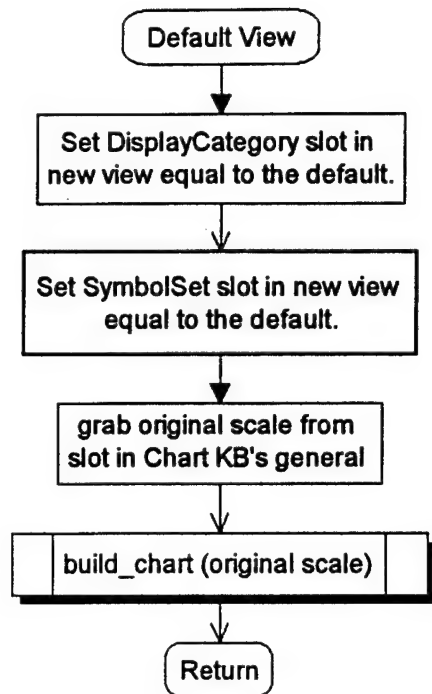 Default View
Set DisplayCategory slot in
new view equal to the default.
Set SymbolSet slot in new view
equal to the default.
grab original scale from
slot in Chart KB's general
build_chart (original scale)
Return